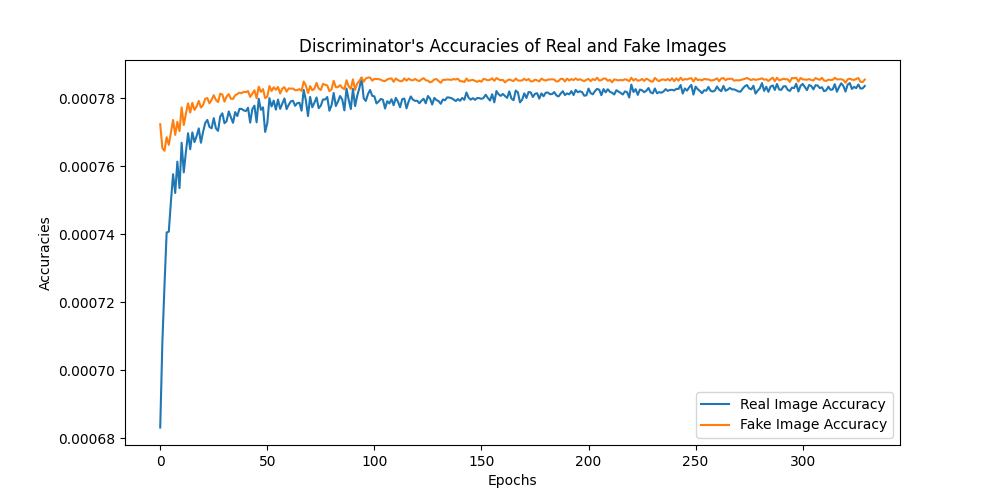 Discriminator's Accuracies of Real and Fake Images
Accuracies
0.00078
0.00076
0.00074
0.00072
0.00070
0.00068
0
50
100
150
200
250
300
Epochs
Real Image Accuracy
Fake Image Accuracy